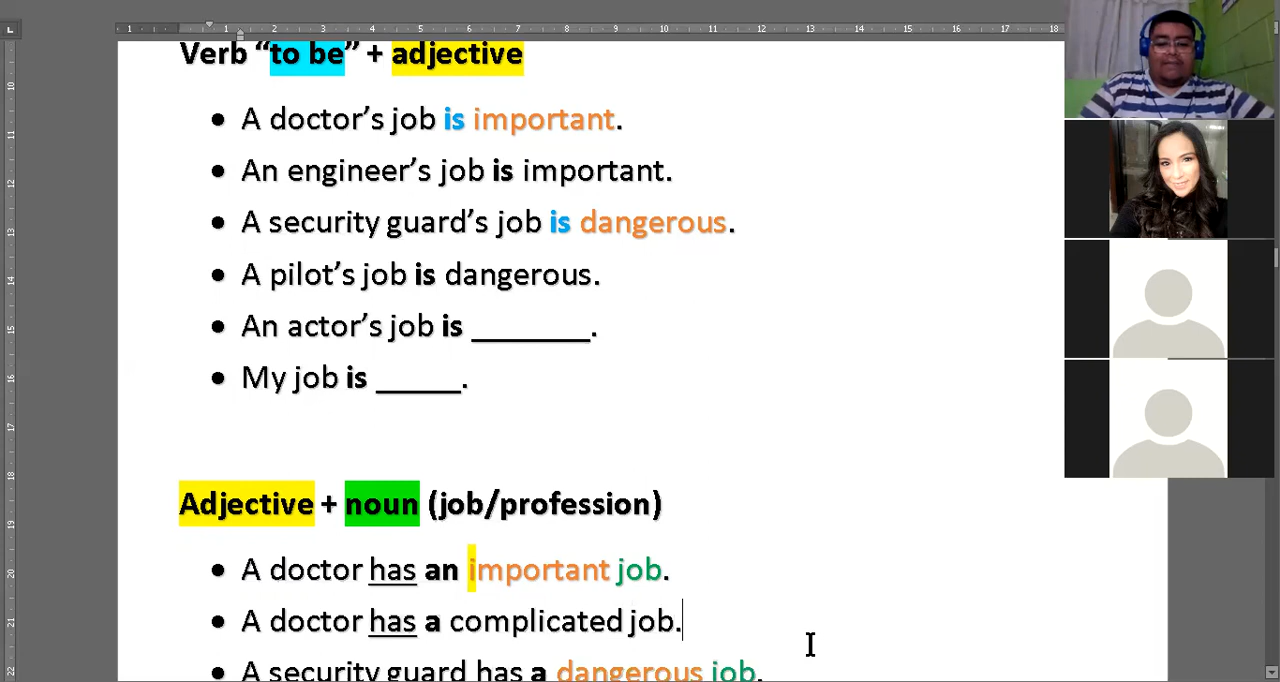 Verb “to be” + adjective
A doctor’s job is important.
An engineer’s job is important.
A security guard’s job is dangerous.
A pilot’s job is dangerous.
An actor’s job is ________.
My job is _____.
Adjective + noun (job/profession)
A doctor has an important job.
A doctor has a complicated job.
A security guard has a dangerous job.